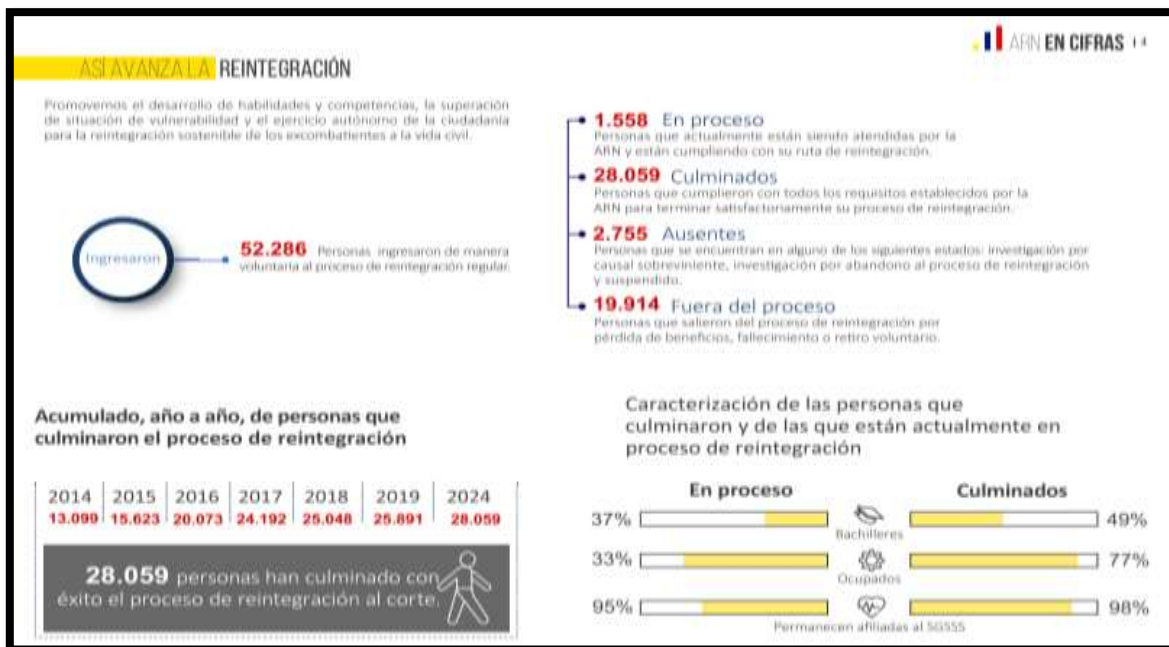 ARN EN CIFRAS 14
ASÍ AVANZA LA REINTEGRACIÓN
Promovemos el desarrollo de habilidades y competencias, la superación
de situación de vulnerabilidad y el ejercicio autónomo de la ciudadanía
para la reintegración sostenible de los excombatientes a la vida civil.
Ingresaron
52.286 Personas ingresaron de manera
voluntaria al proceso de reintegración regular.
1.558 En proceso
Personas que actualmente están siendo atendidas por la
ARN y están cumpliendo con su ruta de reintegración.
28.059 Culminados
Personas que cumplieron con todos los requisitos establecidos por la
ARN para terminar satisfactoriamente su proceso de reintegración.
2.755 Ausentes
Personas que se encuentran en alguno de los siguientes estados: investigación por
causal sobreviniente, investigación por abandono al proceso de reintegración
y suspendido.
19.914 Fuera del proceso
Personas que salieron del proceso de reintegración por
pérdida de beneficios, fallecimiento o retiro voluntario.
Acumulado, año a año, de personas que
culminaron el proceso de reintegración
2014 2015 2016 2017 2018 2019 2024
13.099 15.623 20.073 24.192 25.048 25.891 28.059
28.059 personas han culminado con
éxito el proceso de reintegración al corte.
Caracterización de las personas que
culminaron y de las que están actualmente en
proceso de reintegración
En proceso Culminados
37% 49%
Bachilleres
33% 77%
Ocupados
95% 98%
Permanecen afiliadas al SGSSS